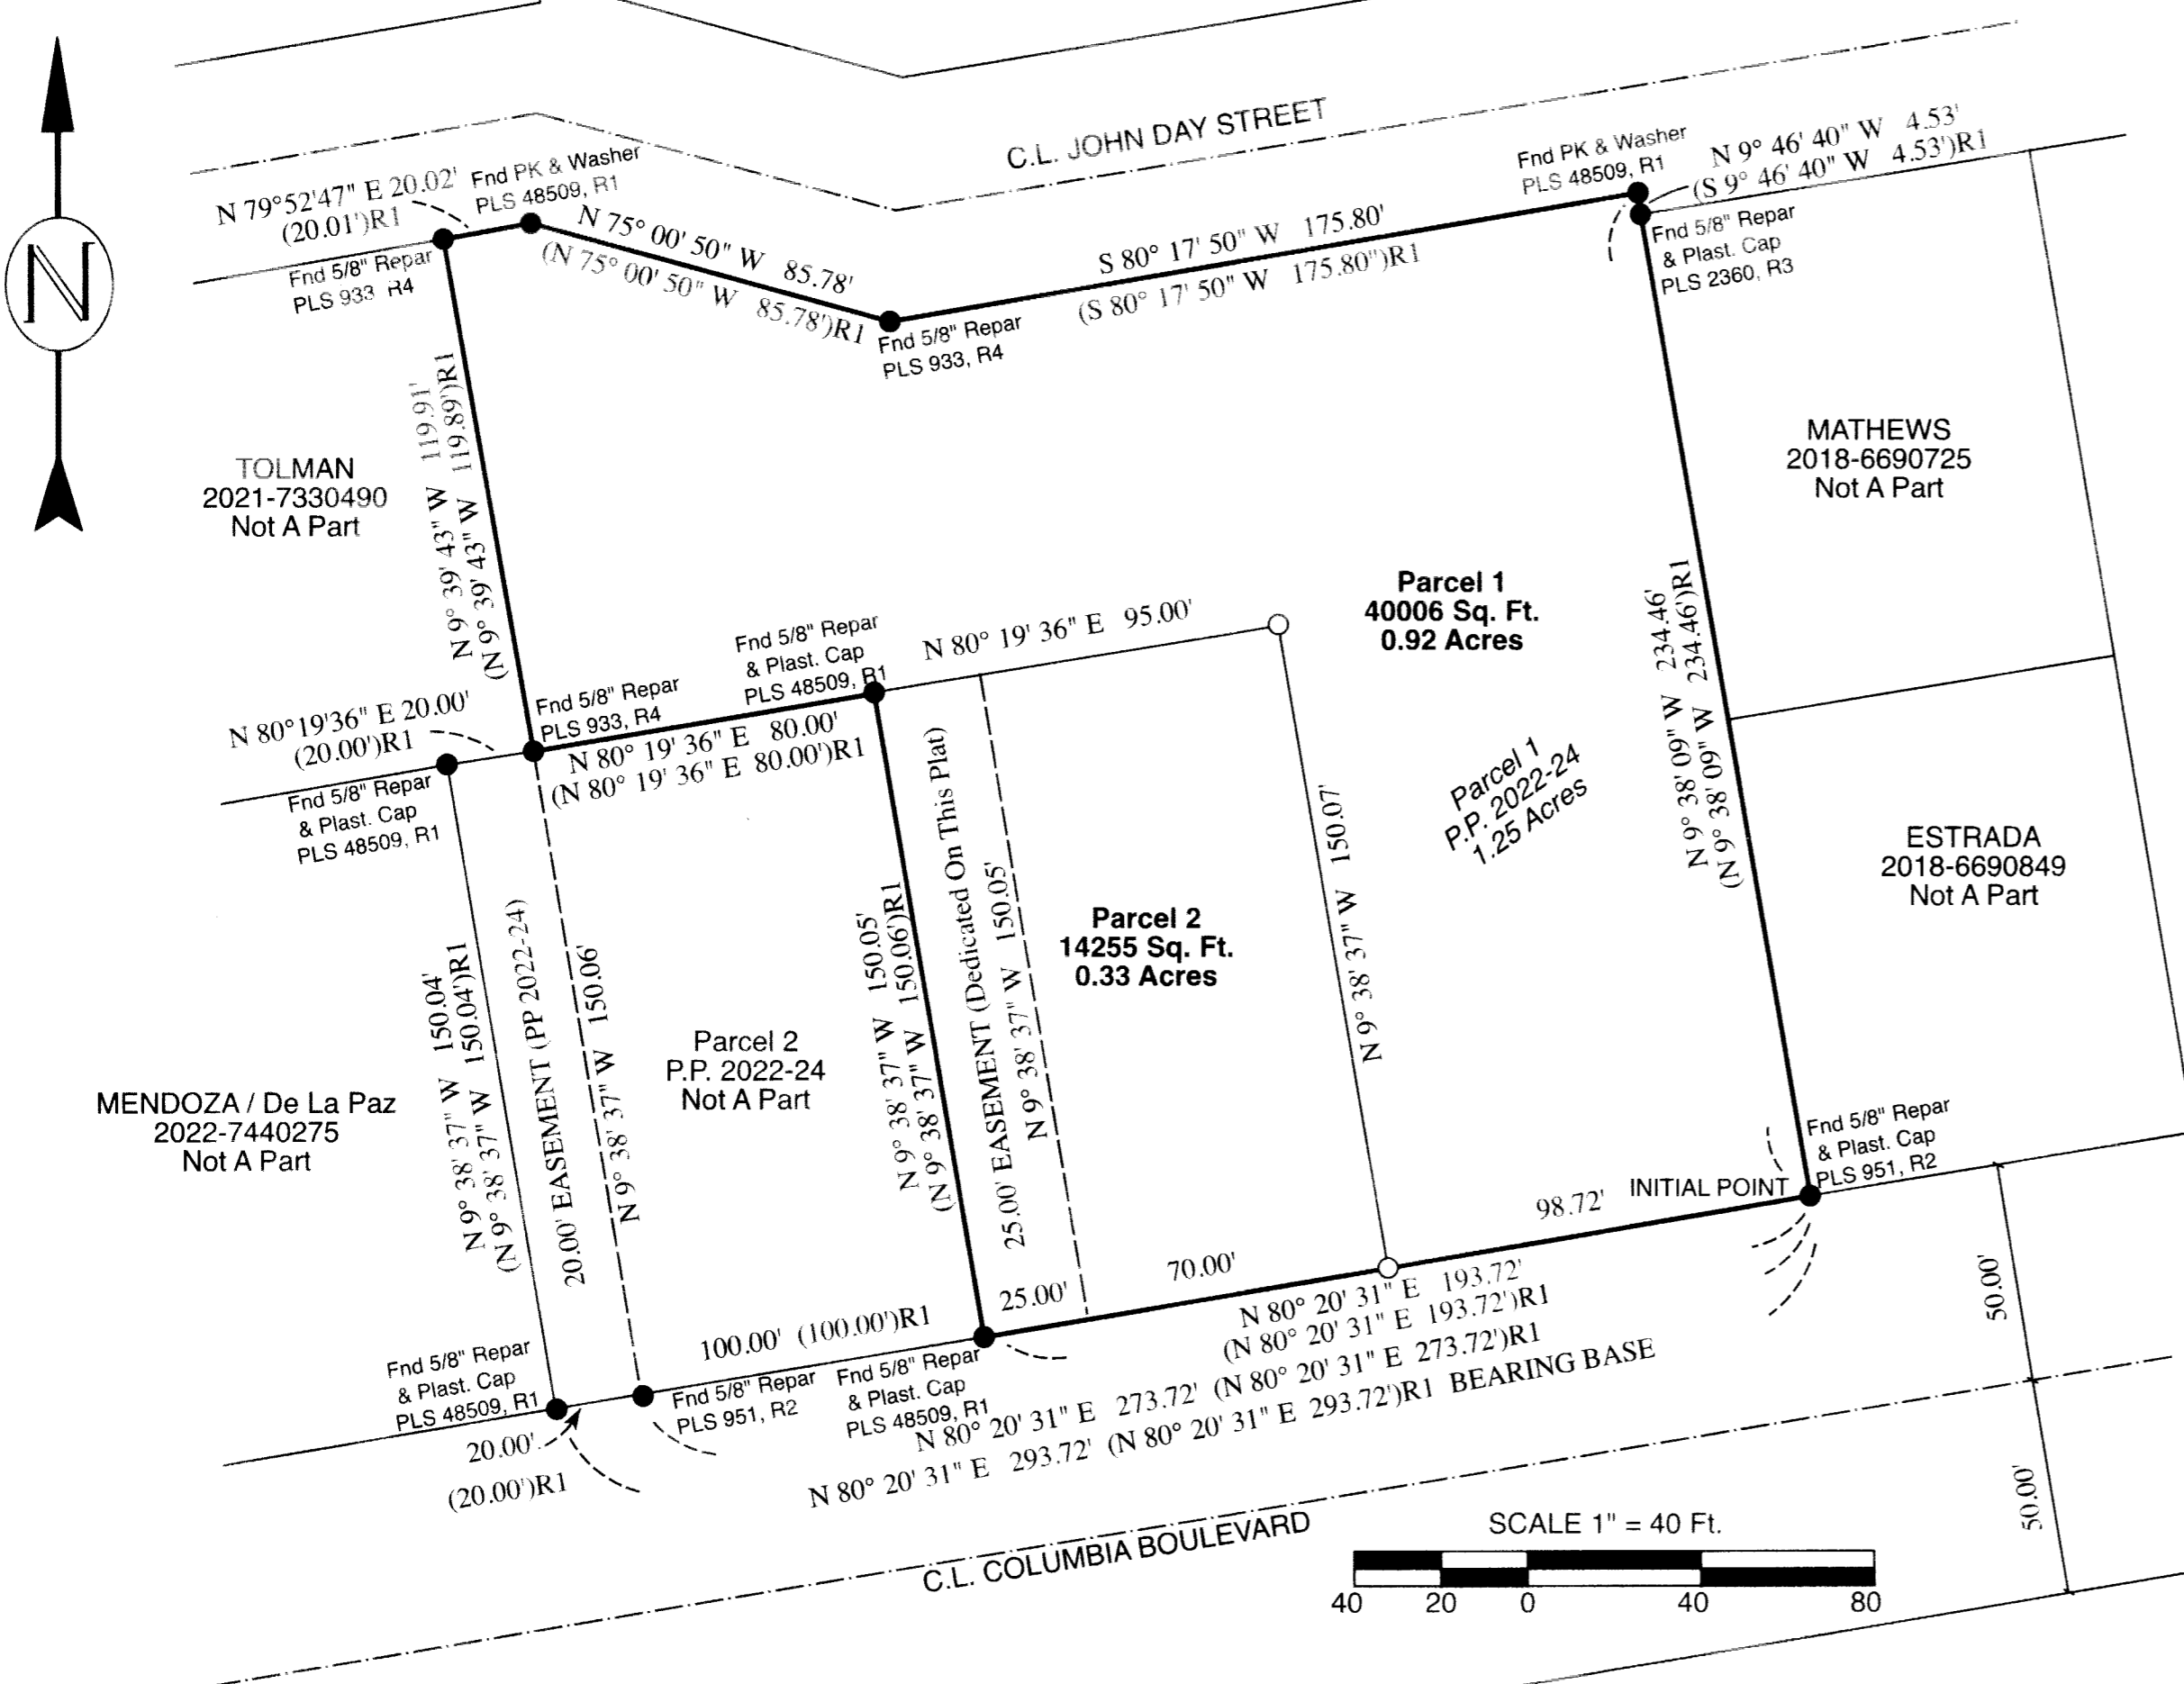 C.L. JOHN DAY STREET
N 79°52'47" E 20.02'
(20.01')R1
Fnd PK & Washer
PLS 48509, R1
Fnd 5/8" Repar
PLS 933 R4
N 75° 00' 50" W 85.78'
(N 75° 00' 50" W 85.78')R1
Fnd 5/8" Repar
PLS 933, R4
S 80° 17' 50" W 175.80'
(S 80° 17' 50" W 175.80")R1
Fnd PK & Washer
PLS 48509, R1
N 9° 46' 40" W 4.53'
(S 9° 46' 40" W 4.53')R1
Fnd 5/8" Repar
& Plast. Cap
PLS 2360, R3
N
TOLMAN
2021-7330490
Not A Part
N 9° 39' 43" W 119.91'
(N 9° 39' 43" W 119.89')R1
MATHEWS
2018-6690725
Not A Part
Parcel 1
40006 Sq. Ft.
0.92 Acres
N 9° 38' 09" W 234.46'
(N 9° 38' 09" W 234.46')R1
N 80°19'36" E 20.00'
(20.00')R1
Fnd 5/8" Repar
PLS 933, R4
Fnd 5/8" Repar
& Plast. Cap
PLS 48509, R1
N 80° 19' 36" E 95.00'
N 80° 19' 36" E 80.00'
(N 80° 19' 36" E 80.00')R1
Fnd 5/8" Repar
& Plast. Cap
PLS 48509, R1
Parcel 1
P.P. 2022-24
1.25 Acres
ESTRADA
2018-6690849
Not A Part
MENDOZA / De La Paz
2022-7440275
Not A Part
N 9° 38' 37" W 150.04'
(N 9° 38' 37" W 150.04')R1
20.00' EASEMENT (PP 2022-24)
N 9° 38' 37" W 150.06'
Parcel 2
P.P. 2022-24
Not A Part
N 9° 38' 37" W 150.05'
(N 9° 38' 37" W 150.06')R1
25.00' EASEMENT (Dedicated On This Plat)
N 9° 38' 37" W 150.05'
Parcel 2
14255 Sq. Ft.
0.33 Acres
N 9° 38' 37" W 150.07'
Fnd 5/8" Repar
& Plast. Cap
PLS 951, R2
INITIAL POINT
98.72'
70.00'
25.00'
100.00' (100.00')R1
Fnd 5/8" Repar
& Plast. Cap
PLS 48509, R1
20.00'
(20.00')R1
Fnd 5/8" Repar
PLS 951, R2
Fnd 5/8" Repar
& Plast. Cap
PLS 48509, R1
N 80° 20' 31" E 193.72'
(N 80° 20' 31" E 193.72')R1
N 80° 20' 31" E 273.72' (N 80° 20' 31" E 273.72')R1
N 80° 20' 31" E 293.72' (N 80° 20' 31" E 293.72')R1 BEARING BASE
50.00'
50.00'
C.L. COLUMBIA BOULEVARD
SCALE 1" = 40 Ft.
40 20 0 40 80